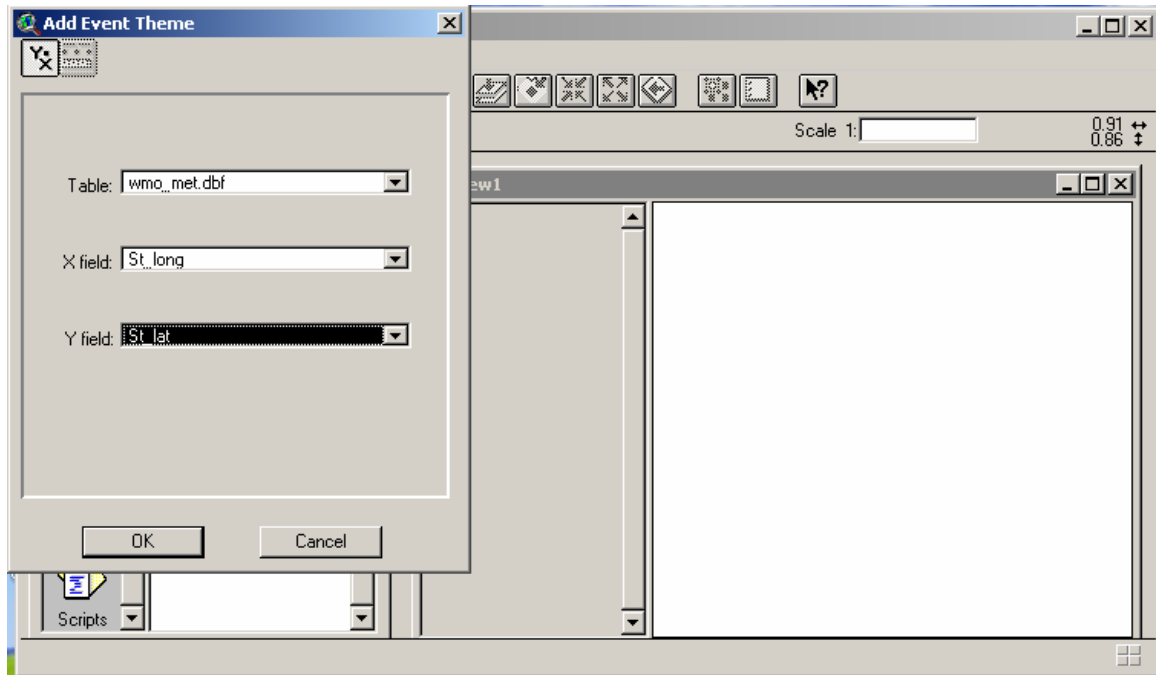 Add Event Theme
Scale 1:
0.91
0.86
Table: wmo_met.dbf
ew1
X field: St_long
Y field: St_lat
OK Cancel
Scripts